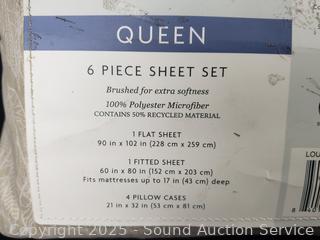 QUEEN
6 PIECE SHEET SET
Brushed for extra softness
100% Polyester Microfiber
CONTAINS 50% RECYCLED MATERIAL
1 FLAT SHEET
90 in x 102 in (228 cm x 259 cm)
1 FITTED SHEET
60 in x 80 in (152 cm x 203 cm)
Fits mattresses up to 17 in (43 cm) deep
4 PILLOW CASES
21 in x 32 in (53 cm x 81 cm)
LOU
Copyright 2025 - Sound Auction Service